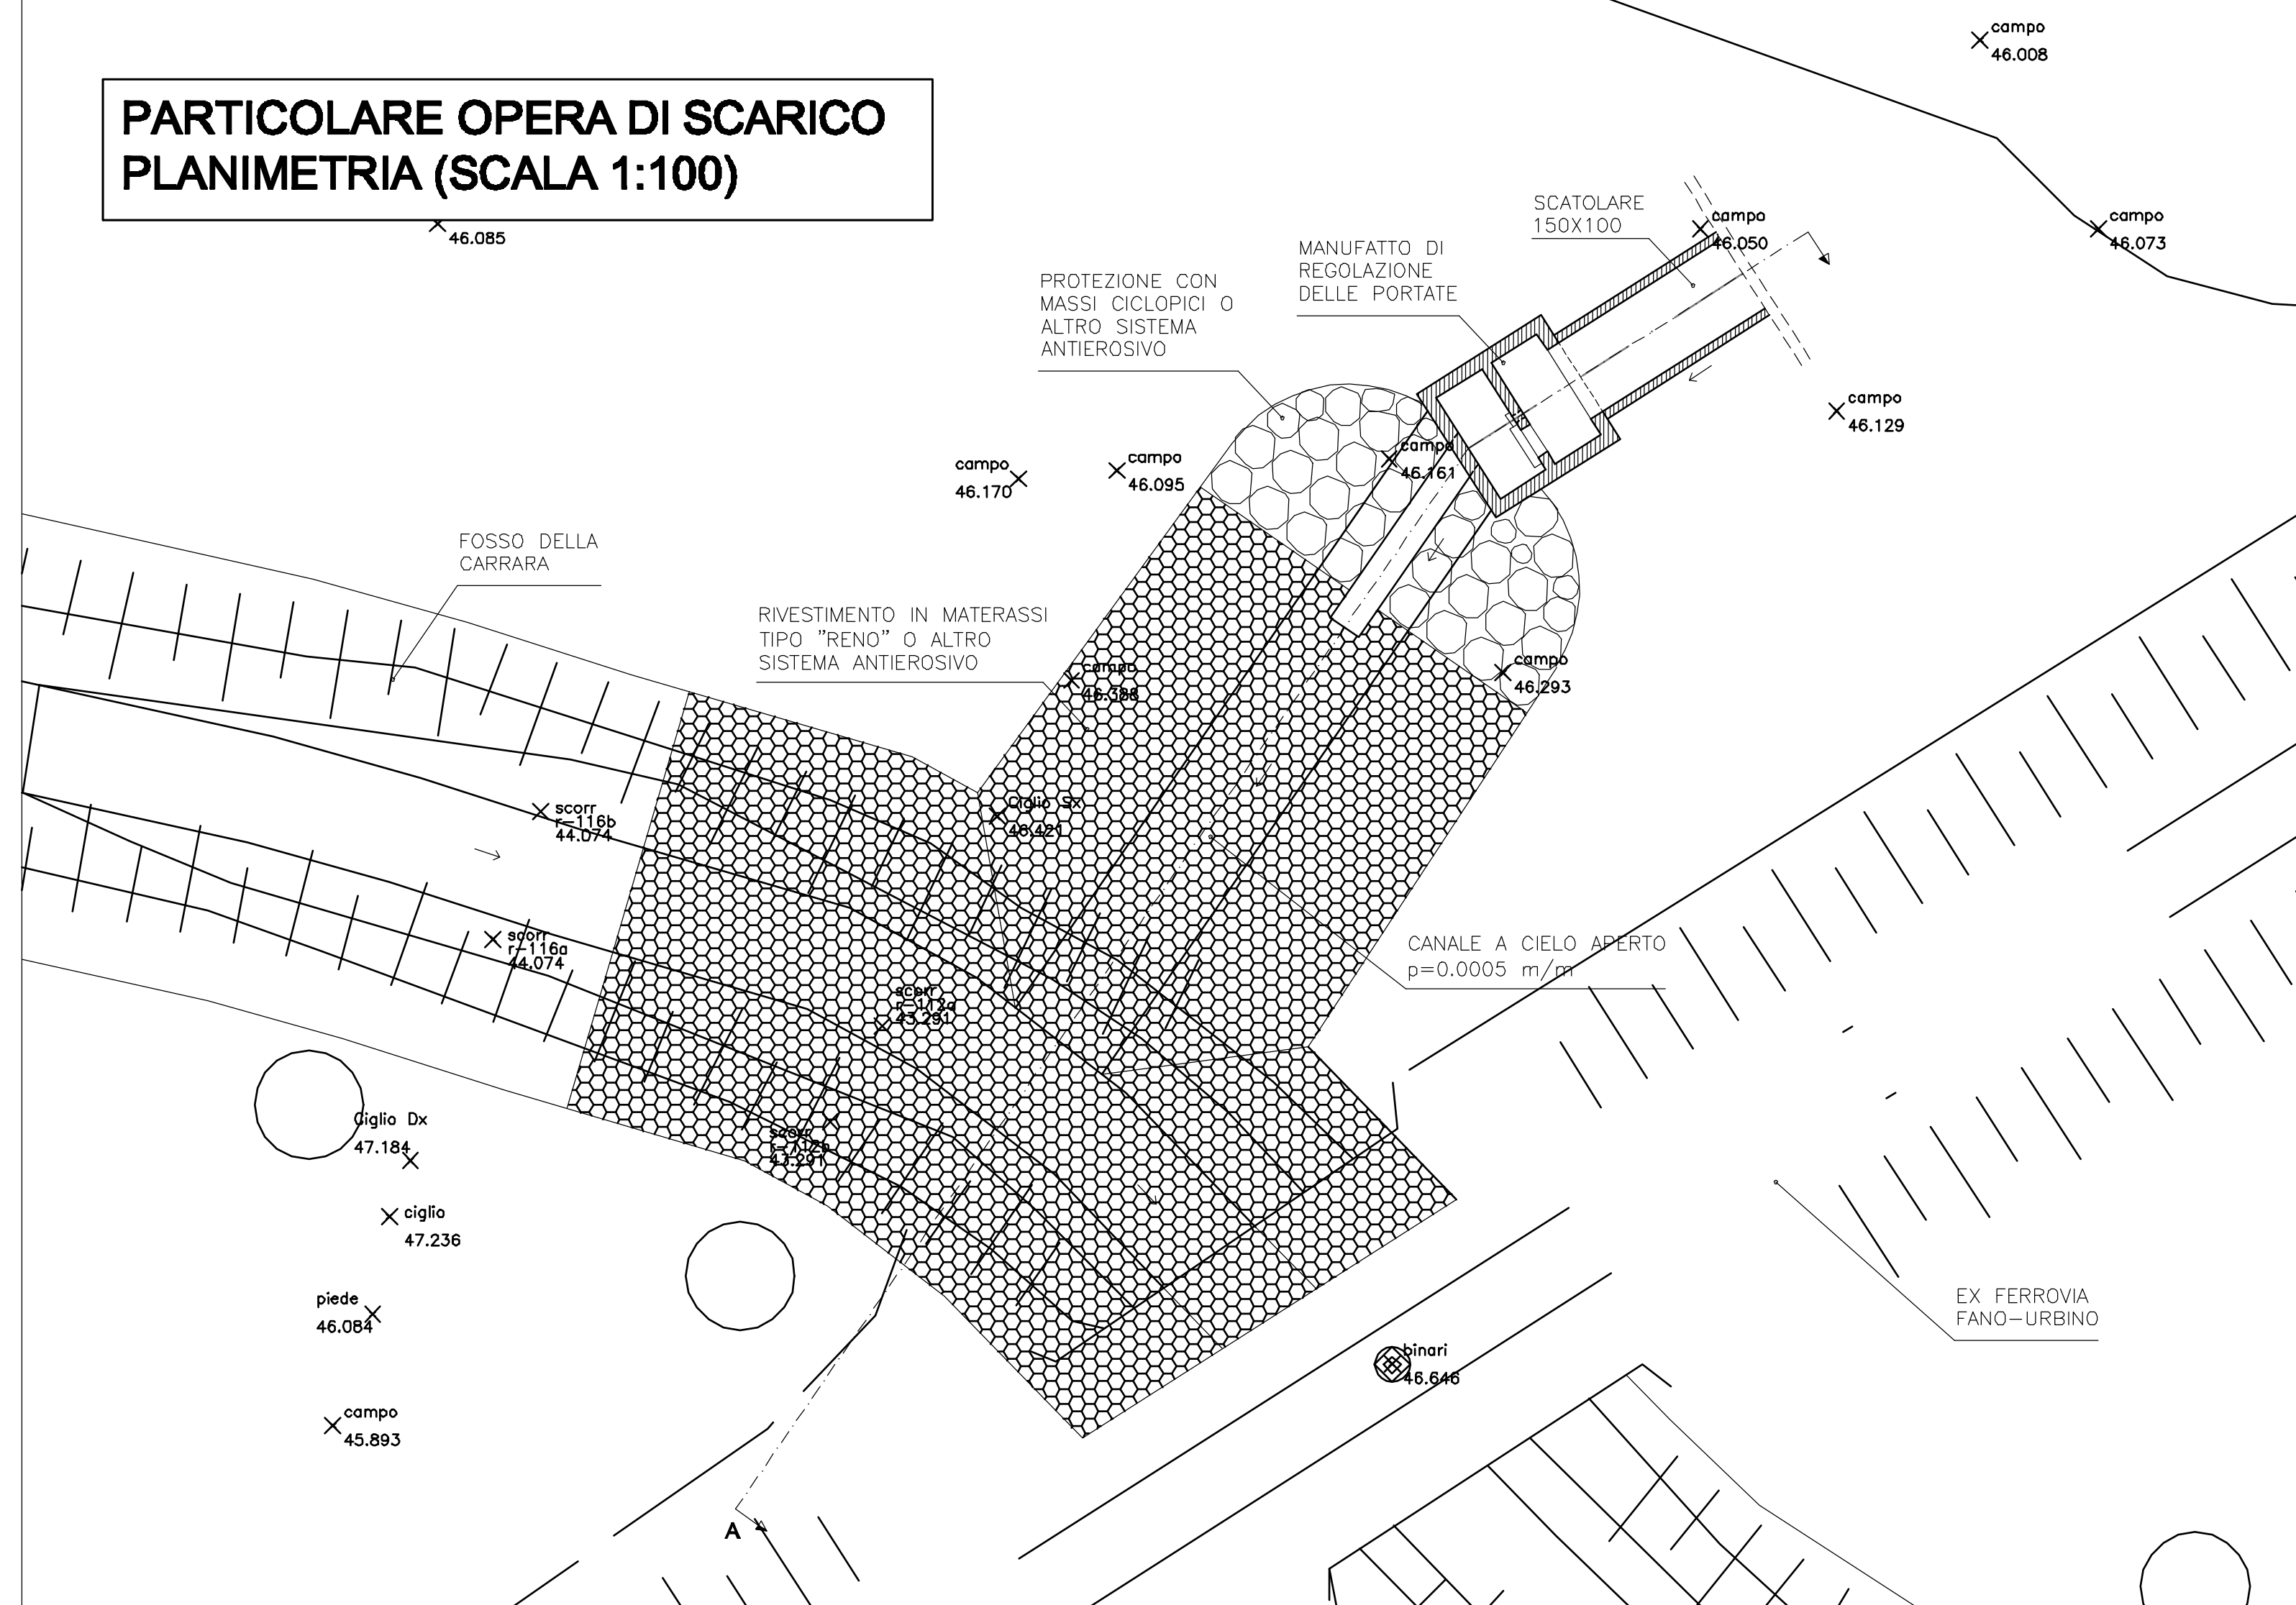 PARTICOLARE OPERA DI SCARICO
PLANIMETRIA (SCALA 1:100)
46.085
campo
46.008
campo
46.073
SCATOLARE
150X100
campo
46.050
MANUFATTO DI
REGOLAZIONE
DELLE PORTATE
PROTEZIONE CON
MASSI CICLOPICI O
ALTRO SISTEMA
ANTIEROSIVO
campo
46.129
campo
46.161
campo
46.170
campo
46.095
FOSSO DELLA
CARRARA
RIVESTIMENTO IN MATERASSI
TIPO "RENO" O ALTRO
SISTEMA ANTIEROSIVO
campo
46.388
campo
46.293
Ciglio Sx
46.421
scorr
r-116b
44.074
scorr
r-116a
44.074
CANALE A CIELO APERTO
p=0.0005 m/m
scorr
r-112a
43.291
scorr
r-112b
43.291
Ciglio Dx
47.184
ciglio
47.236
piede
46.084
campo
45.893
EX FERROVIA
FANO-URBINO
binari
46.646
A